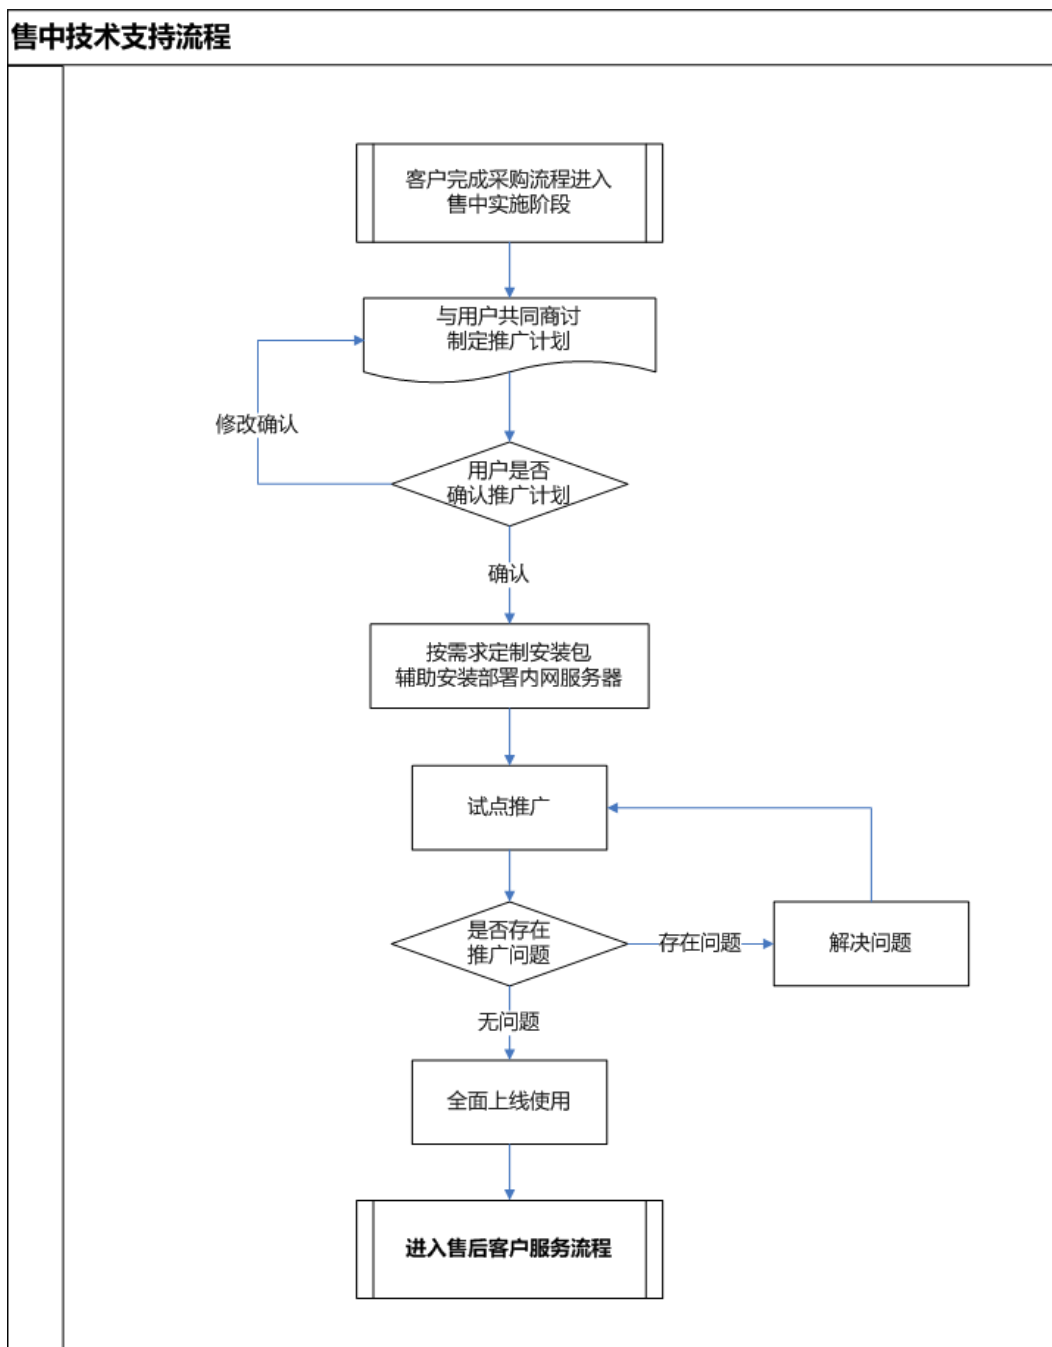 售中技术支持流程
客户完成采购流程进入
售中实施阶段
与用户共同商讨
制定推广计划
修改确认
用户是否
确认推广计划
确认
按需求定制安装包
辅助安装部署内网服务器
试点推广
是否存在
推广问题
存在问题
解决问题
无问题
全面上线使用
进入售后客户服务流程